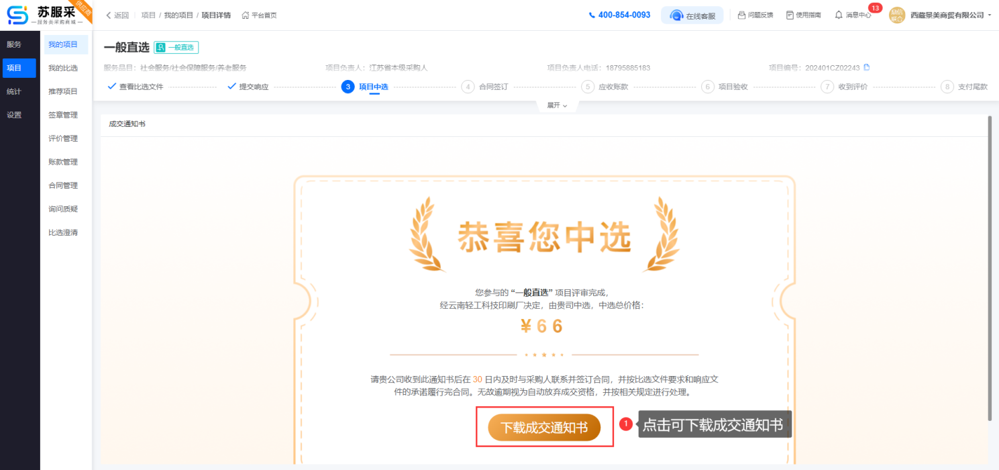 苏服采
服务类采购商城
供应商
返回
项目 / 我的项目 / 项目详情
平台首页
400-854-0093
在线客服
问题反馈
使用指南
消息中心
13
西藏景美商贸有限公司
服务
项目
统计
设置
我的项目
我的比选
推荐项目
签章管理
评价管理
账款管理
合同管理
询问质疑
比选澄清
一般直选
一般直选
服务品目：社会服务/社会保障服务/养老服务
项目负责人：江苏省本级采购人
项目负责人电话：18795885183
项目编号：202401CZ02243
查看比选文件
提交响应
3 项目中选
4 合同签订
5 应收账款
6 项目验收
7 收到评价
8 支付尾款
展开
成交通知书
恭喜您中选
您参与的 “一般直选” 项目评审完成，
经云南轻工科技印刷厂决定，由贵司中选，中选总价格：
¥66
请贵公司收到此通知书后在 30 日内及时与采购人联系并签订合同，并按比选文件要求和响应文
件的承诺履行完合同。无故逾期视为自动放弃成交资格，并按相关规定进行处理。
下载成交通知书
1
点击可下载成交通知书